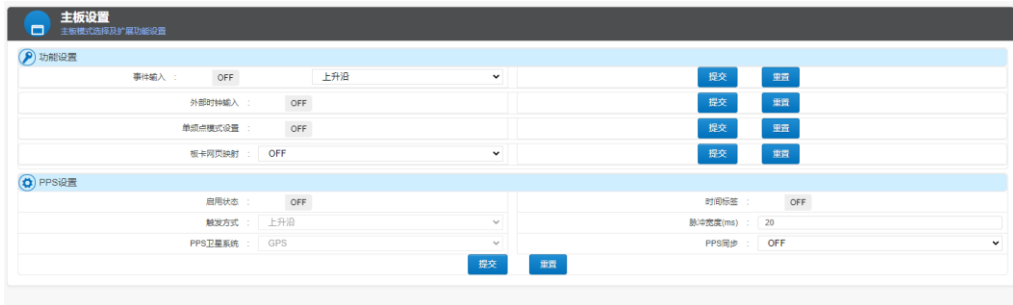 主板设置
主板模式选择及扩展功能设置
功能设置
事件输入 : OFF 上升沿 提交 重置
外部时钟输入 : OFF 提交 重置
单频点模式设置 : OFF 提交 重置
板卡网页映射 : OFF 提交 重置
PPS设置
启用状态 : OFF 时间标签 : OFF
触发方式 : 上升沿 脉冲宽度(ms) : 20
PPS卫星系统 : GPS PPS同步 : OFF
提交 重置